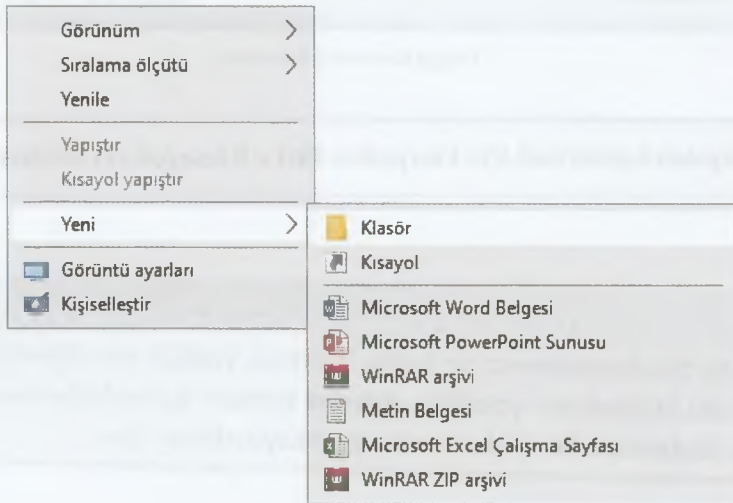 Görünüm
Sıralama ölçütü
Yenile
Yapıştır
Kısayol yapıştır
Yeni
Görüntü ayarları
Kişiselleştir
Klasör
Kısayol
Microsoft Word Belgesi
Microsoft PowerPoint Sunusu
WinRAR arşivi
Metin Belgesi
Microsoft Excel Çalışma Sayfası
WinRAR ZIP arşivi